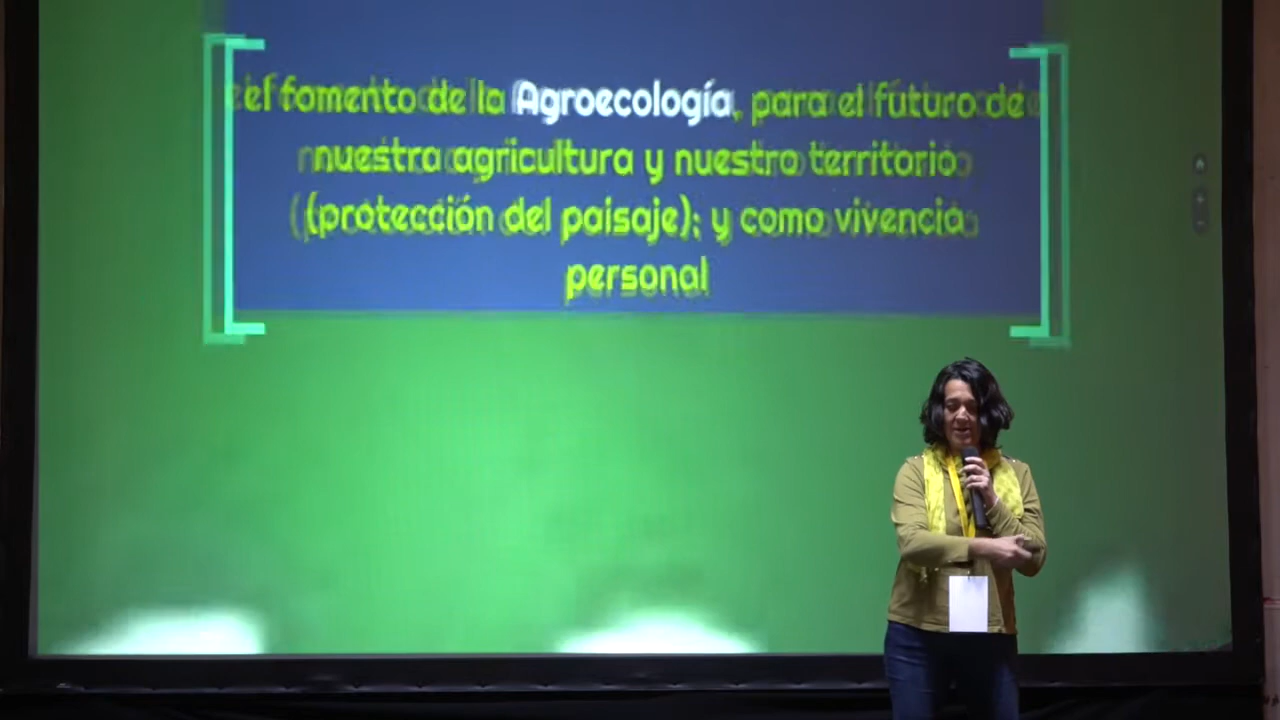 el fomento de la Agroecología, para el futuro de
nuestra agricultura y nuestro territorio
(protección del paisaje); y como vivencia
personal